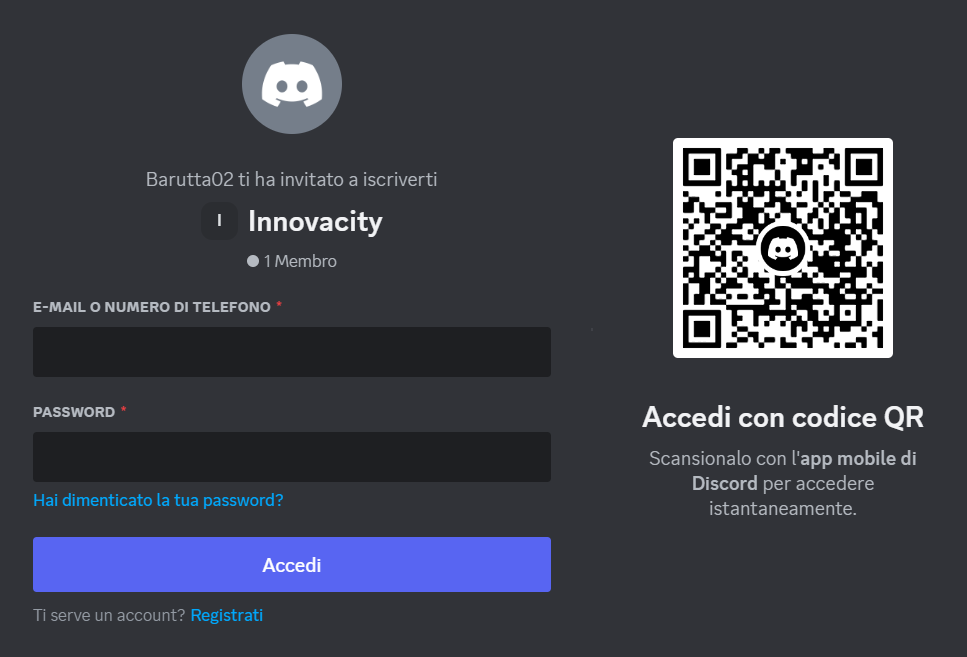 Barutta02 ti ha invitato a iscriverti
I Innovacity
1 Membro
E-MAIL O NUMERO DI TELEFONO *
PASSWORD *
Hai dimenticato la tua password?
Accedi
Ti serve un account? Registrati
Accedi con codice QR
Scansionalo con l'app mobile di
Discord per accedere
istantaneamente.